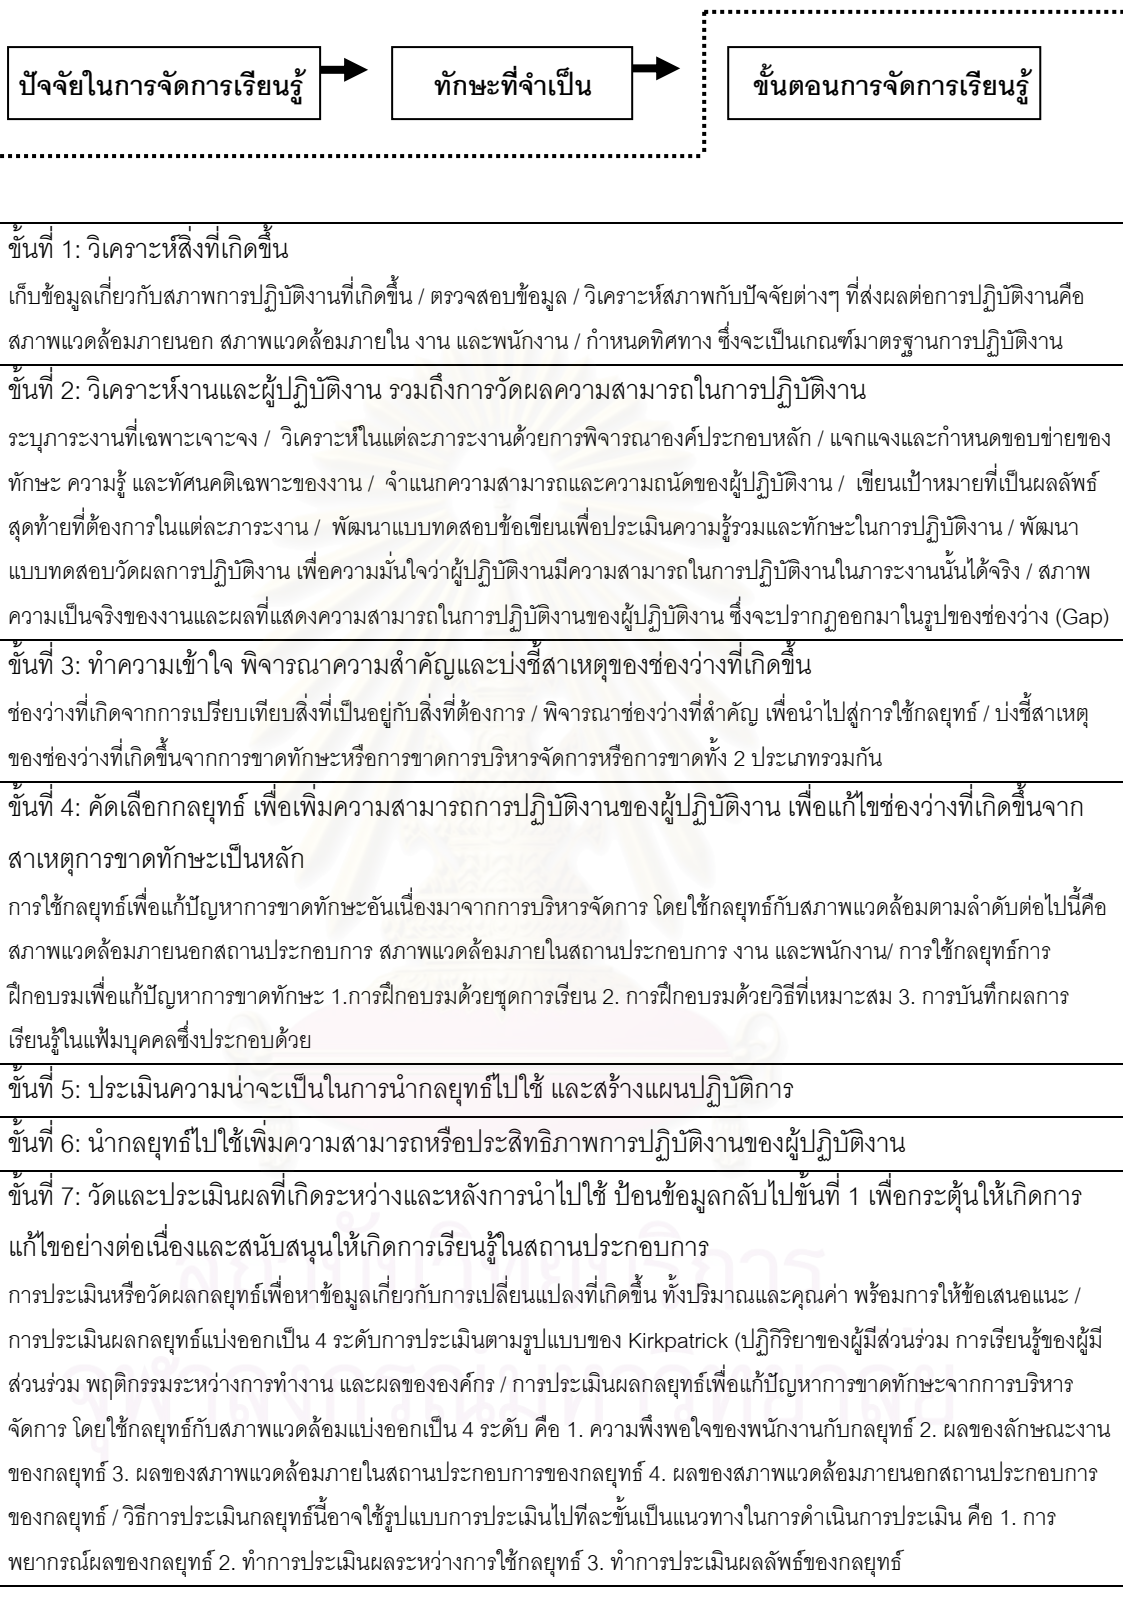 ปัจจัยในการจัดการเรียนรู้
ทักษะที่จำเป็น
ขั้นตอนการจัดการเรียนรู้
ขั้นที่ 1: วิเคราะห์สิ่งที่เกิดขึ้น
เก็บข้อมูลเกี่ยวกับสภาพการปฏิบัติงานที่เกิดขึ้น / ตรวจสอบข้อมูล / วิเคราะห์สภาพกับปัจจัยต่างๆ ที่ส่งผลต่อการปฏิบัติงานคือ
สภาพแวดล้อมภายนอก สภาพแวดล้อมภายใน งาน และพนักงาน / กำหนดทิศทาง ซึ่งจะเป็นเกณฑ์มาตรฐานการปฏิบัติงาน
ขั้นที่ 2: วิเคราะห์งานและผู้ปฏิบัติงาน รวมถึงการวัดผลความสามารถในการปฏิบัติงาน
ระบุภาระงานที่เฉพาะเจาะจง / วิเคราะห์ในแต่ละภาระงานด้วยการพิจารณาองค์ประกอบหลัก / แจกแจงและกำหนดขอบข่ายของ
ทักษะ ความรู้ และทัศนคติเฉพาะของงาน / จำแนกความสามารถและความถนัดของผู้ปฏิบัติงาน / เขียนเป้าหมายที่เป็นผลลัพธ์
สุดท้ายที่ต้องการในแต่ละภาระงาน / พัฒนาแบบทดสอบข้อเขียนเพื่อประเมินความรู้รวมและทักษะในการปฏิบัติงาน / พัฒนา
แบบทดสอบวัดผลการปฏิบัติงาน เพื่อความมั่นใจว่าผู้ปฏิบัติงานมีความสามารถในการปฏิบัติงานในภาระงานนั้นได้จริง / สภาพ
ความเป็นจริงของงานและผลที่แสดงความสามารถในการปฏิบัติงานของผู้ปฏิบัติงาน ซึ่งจะปรากฏออกมาในรูปของช่องว่าง (Gap)
ขั้นที่ 3: ทำความเข้าใจ พิจารณาความสำคัญและบ่งชี้สาเหตุของช่องว่างที่เกิดขึ้น
ช่องว่างที่เกิดจากการเปรียบเทียบสิ่งที่เป็นอยู่กับสิ่งที่ต้องการ / พิจารณาช่องว่างที่สำคัญ เพื่อนำไปสู่การใช้กลยุทธ์ / บ่งชี้สาเหตุ
ของช่องว่างที่เกิดขึ้นจากการขาดทักษะหรือการขาดการบริหารจัดการหรือการขาดทั้ง 2 ประเภทรวมกัน
ขั้นที่ 4: คัดเลือกกลยุทธ์ เพื่อเพิ่มความสามารถการปฏิบัติงานของผู้ปฏิบัติงาน เพื่อแก้ไขช่องว่างที่เกิดขึ้นจาก
สาเหตุการขาดทักษะเป็นหลัก
การใช้กลยุทธ์เพื่อแก้ปัญหาการขาดทักษะอันเนื่องมาจากการบริหารจัดการ โดยใช้กลยุทธ์กับสภาพแวดล้อมตามลำดับต่อไปนี้คือ
สภาพแวดล้อมภายนอกสถานประกอบการ สภาพแวดล้อมภายในสถานประกอบการ งาน และพนักงาน/ การใช้กลยุทธ์การ
ฝึกอบรมเพื่อแก้ปัญหาการขาดทักษะ 1.การฝึกอบรมด้วยชุดการเรียน 2. การฝึกอบรมด้วยวิธีที่เหมาะสม 3. การบันทึกผลการ
เรียนรู้ในแฟ้มบุคคลซึ่งประกอบด้วย
ขั้นที่ 5: ประเมินความน่าจะเป็นในการนำกลยุทธ์ไปใช้ และสร้างแผนปฏิบัติการ
ขั้นที่ 6: นำกลยุทธ์ไปใช้เพิ่มความสามารถหรือประสิทธิภาพการปฏิบัติงานของผู้ปฏิบัติงาน
ขั้นที่ 7: วัดและประเมินผลที่เกิดระหว่างและหลังการนำไปใช้ ป้อนข้อมูลกลับไปขั้นที่ 1 เพื่อกระตุ้นให้เกิดการ
แก้ไขอย่างต่อเนื่องและสนับสนุนให้เกิดการเรียนรู้ในสถานประกอบการ
การประเมินหรือวัดผลกลยุทธ์เพื่อหาข้อมูลเกี่ยวกับการเปลี่ยนแปลงที่เกิดขึ้น ทั้งปริมาณและคุณค่า พร้อมการให้ข้อเสนอแนะ /
การประเมินผลกลยุทธ์แบ่งออกเป็น 4 ระดับการประเมินตามรูปแบบของ Kirkpatrick (ปฏิกิริยาของผู้มีส่วนร่วม การเรียนรู้ของผู้มี
ส่วนร่วม พฤติกรรมระหว่างการทำงาน และผลขององค์กร / การประเมินผลกลยุทธ์เพื่อแก้ปัญหาการขาดทักษะจากการบริหาร
จัดการ โดยใช้กลยุทธ์กับสภาพแวดล้อมแบ่งออกเป็น 4 ระดับ คือ 1. ความพึงพอใจของพนักงานกับกลยุทธ์ 2. ผลของลักษณะงาน
ของกลยุทธ์ 3. ผลของสภาพแวดล้อมภายในสถานประกอบการของกลยุทธ์ 4. ผลของสภาพแวดล้อมภายนอกสถานประกอบการ
ของกลยุทธ์ / วิธีการประเมินกลยุทธ์นี้อาจใช้รูปแบบการประเมินไปทีละขั้นเป็นแนวทางในการดำเนินการประเมิน คือ 1. การ
พยากรณ์ผลของกลยุทธ์ 2. ทำการประเมินผลระหว่างการใช้กลยุทธ์ 3. ทำการประเมินผลลัพธ์ของกลยุทธ์
สถาบันวิทยบริการ
จุฬาลงกรณ์มหาวิทยาลัย